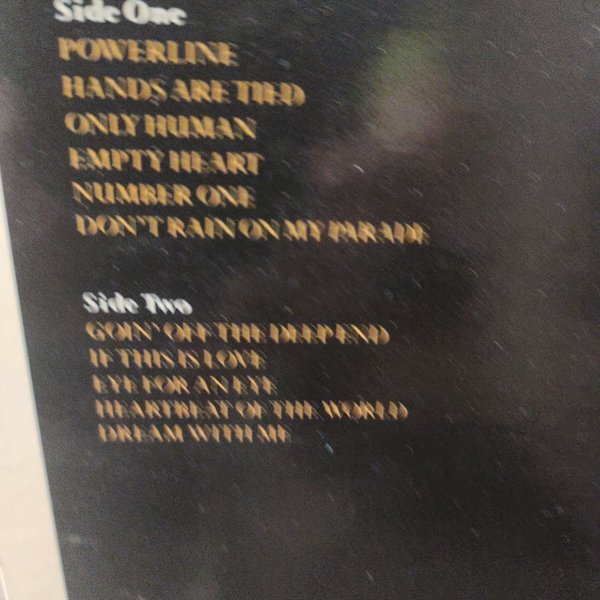 Side One
POWERLINE
HANDS ARE TIED
ONLY HUMAN
EMPTY HEART
NUMBER ONE
DON'T RAIN ON MY PARADE
Side Two
GOIN' OFF THE DEEP END
IF THIS IS LOVE
EYE FOR AN EYE
HEARTBEAT OF THE WORLD
DREAM WITH ME